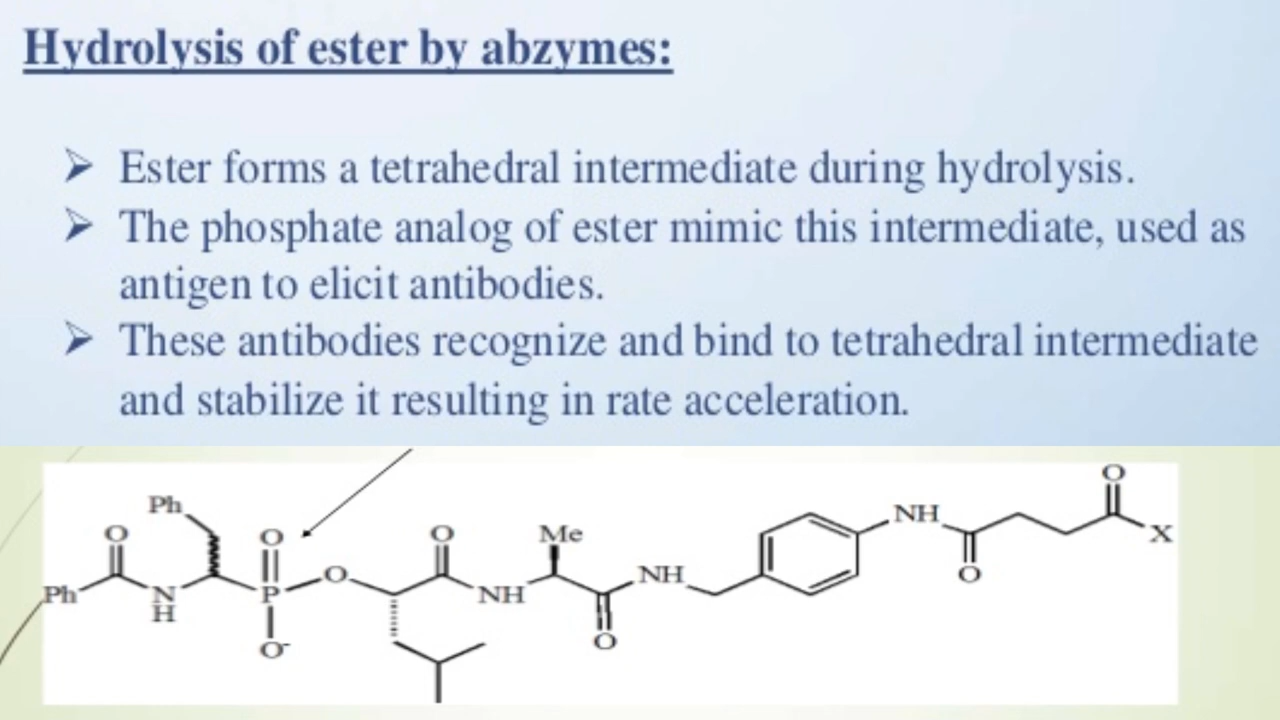 Hydrolysis of ester by abzymes:
➢ Ester forms a tetrahedral intermediate during hydrolysis.
➢ The phosphate analog of ester mimic this intermediate, used as
antigen to elicit antibodies.
➢ These antibodies recognize and bind to tetrahedral intermediate
and stabilize it resulting in rate acceleration.
O
Ph
O
O
Me
NH
O
X
Ph
N
H
P
O
O⁻
NH
O
NH
O